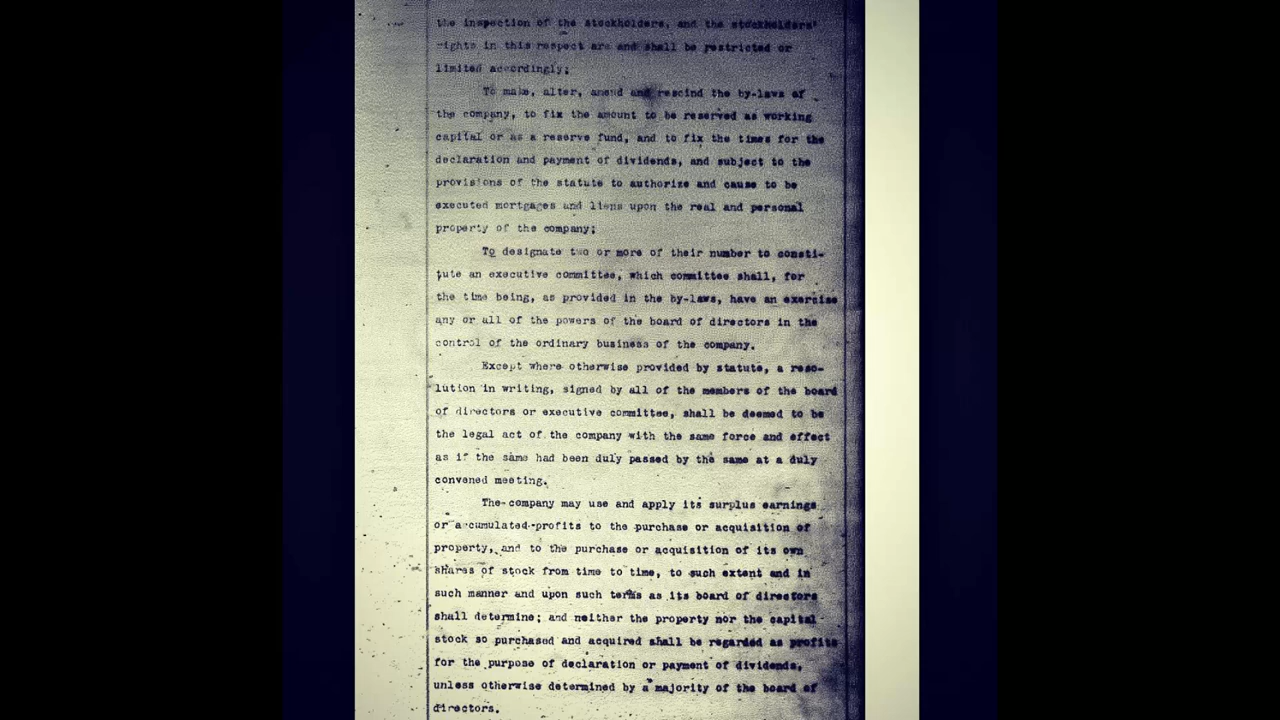 the inspection of the stockholders, and the stockholders'
rights in this respect are and shall be restricted or
limited accordingly;
To make, alter, amend and rescind the by-laws of
the company, to fix the amount to be reserved as working
capital or as a reserve fund, and to fix the times for the
declaration and payment of dividends, and subject to the
provisions of the statute to authorize and cause to be
executed mortgages and liens upon the real and personal
property of the company;
To designate two or more of their number to consti-
tute an executive committee, which committee shall, for
the time being, as provided in the by-laws, have an exercise
any or all of the powers of the board of directors in the
control of the ordinary business of the company.
Except where otherwise provided by statute, a reso-
lution in writing, signed by all of the members of the board
of directors or executive committee, shall be deemed to be
the legal act of the company with the same force and effect
as if the same had been duly passed by the same at a duly
convened meeting.
The company may use and apply its surplus earnings
or accumulated profits to the purchase or acquisition of
property, and to the purchase or acquisition of its own
shares of stock from time to time, to such extent and in
such manner and upon such terms as its board of directors
shall determine; and neither the property nor the capital
stock so purchased and acquired shall be regarded as profits
for the purpose of declaration or payment of dividends,
unless otherwise determined by a majority of the board of
directors.